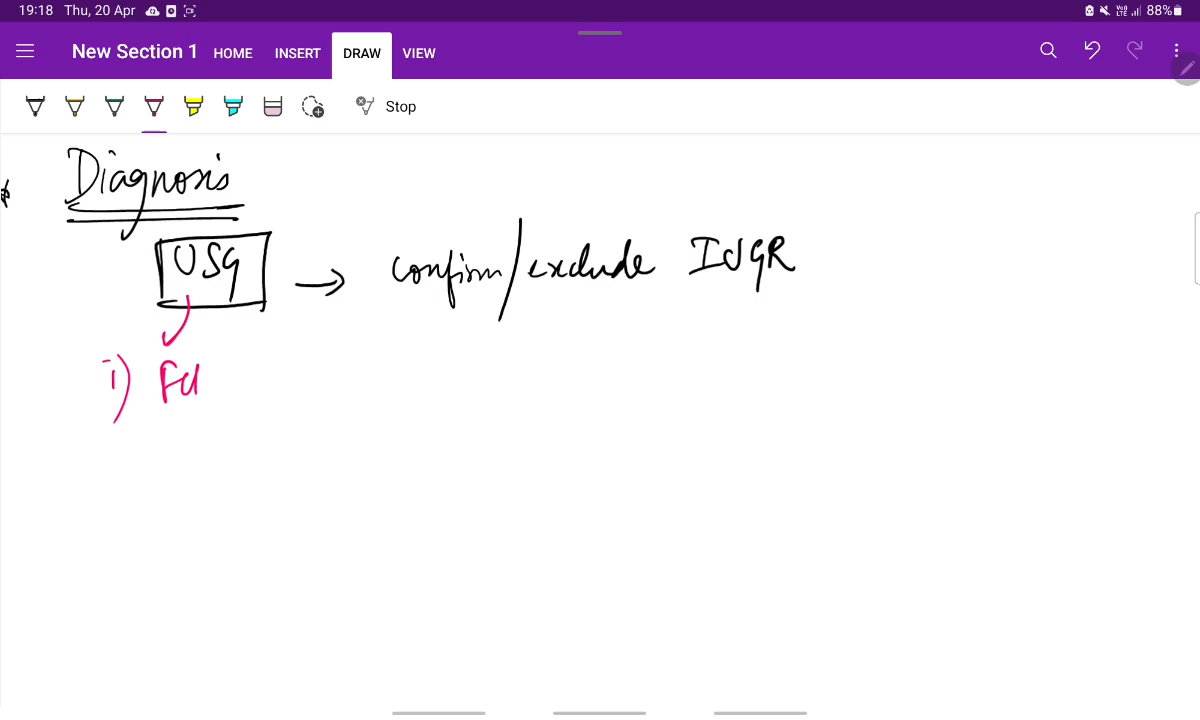 19:18 Thu, 20 Apr 88%
New Section 1 HOME INSERT DRAW VIEW
Stop
Diagnosis
USG → confirm/exclude IUGR
i)